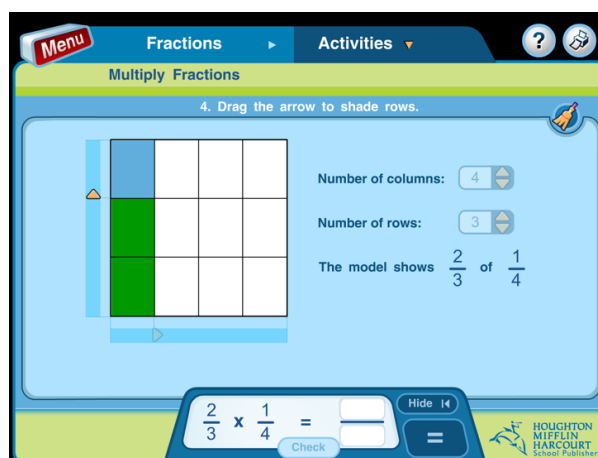 Menu
Fractions
Activities
?
Multiply Fractions
4. Drag the arrow to shade rows.
Number of columns: 4
Number of rows: 3
The model shows 2/3 of 1/4
2/3 x 1/4 =
Check
Hide
=
HOUGHTON
MIFFLIN
HARCOURT
School Publisher